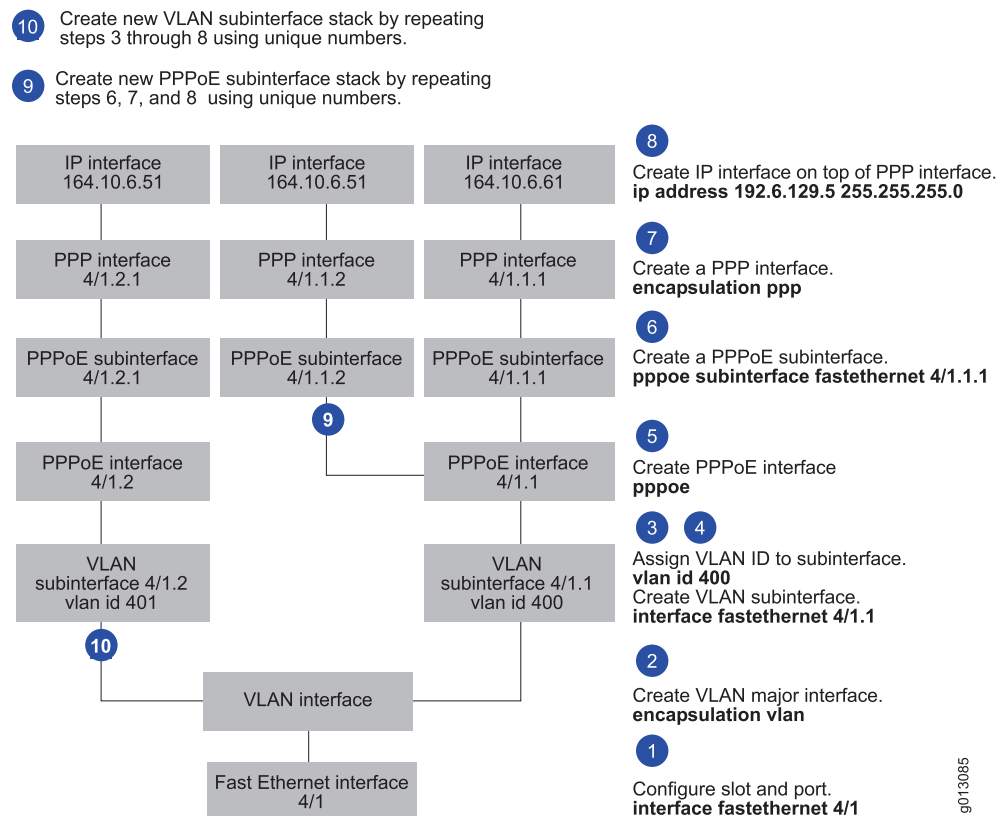 10
Create new VLAN subinterface stack by repeating
steps 3 through 8 using unique numbers.
9
Create new PPPoE subinterface stack by repeating
steps 6, 7, and 8 using unique numbers.
IP interface
164.10.6.51
IP interface
164.10.6.51
IP interface
164.10.6.61
8
Create IP interface on top of PPP interface.
ip address 192.6.129.5 255.255.255.0
PPP interface
4/1.2.1
PPP interface
4/1.1.2
PPP interface
4/1.1.1
7
Create a PPP interface.
encapsulation ppp
PPPoE subinterface
4/1.2.1
PPPoE subinterface
4/1.1.2
PPPoE subinterface
4/1.1.1
6
Create a PPPoE subinterface.
pppoe subinterface fastethernet 4/1.1.1
9
PPPoE interface
4/1.2
PPPoE interface
4/1.1
5
Create PPPoE interface
pppoe
VLAN
subinterface 4/1.2
vlan id 401
VLAN
subinterface 4/1.1
vlan id 400
3 4
Assign VLAN ID to subinterface.
vlan id 400
Create VLAN subinterface.
interface fastethernet 4/1.1
10
VLAN interface
2
Create VLAN major interface.
encapsulation vlan
Fast Ethernet interface
4/1
1
Configure slot and port.
interface fastethernet 4/1
g013085